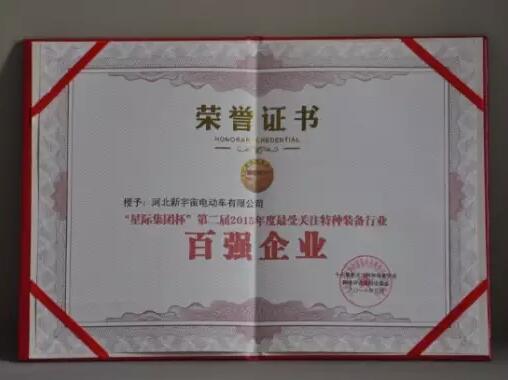 荣誉证书
HONORARY CREDENTIAL
授予：河北新宇宙电动车有限公司
“星际集团杯”第二届2015年度最受关注特种装备行业
百强企业